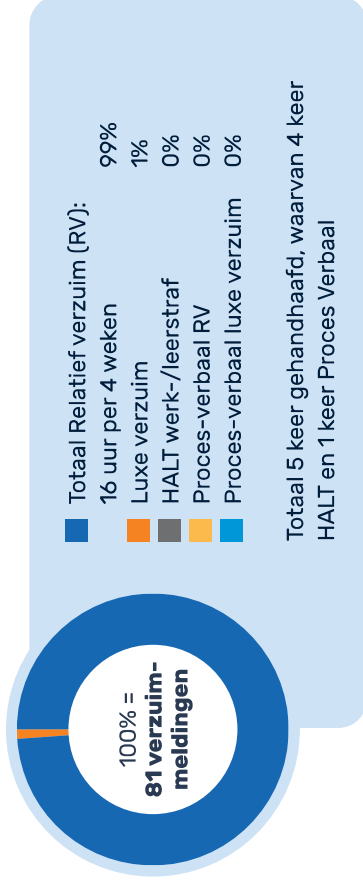 100% =
81 verzuim-
meldingen
Totaal Relatief verzuim (RV):
16 uur per 4 weken 99%
Luxe verzuim 1%
HALT werk-/leerstraf 0%
Proces-verbaal RV 0%
Proces-verbaal luxe verzuim 0%
Totaal 5 keer gehandhaafd, waarvan 4 keer
HALT en 1 keer Proces Verbaal